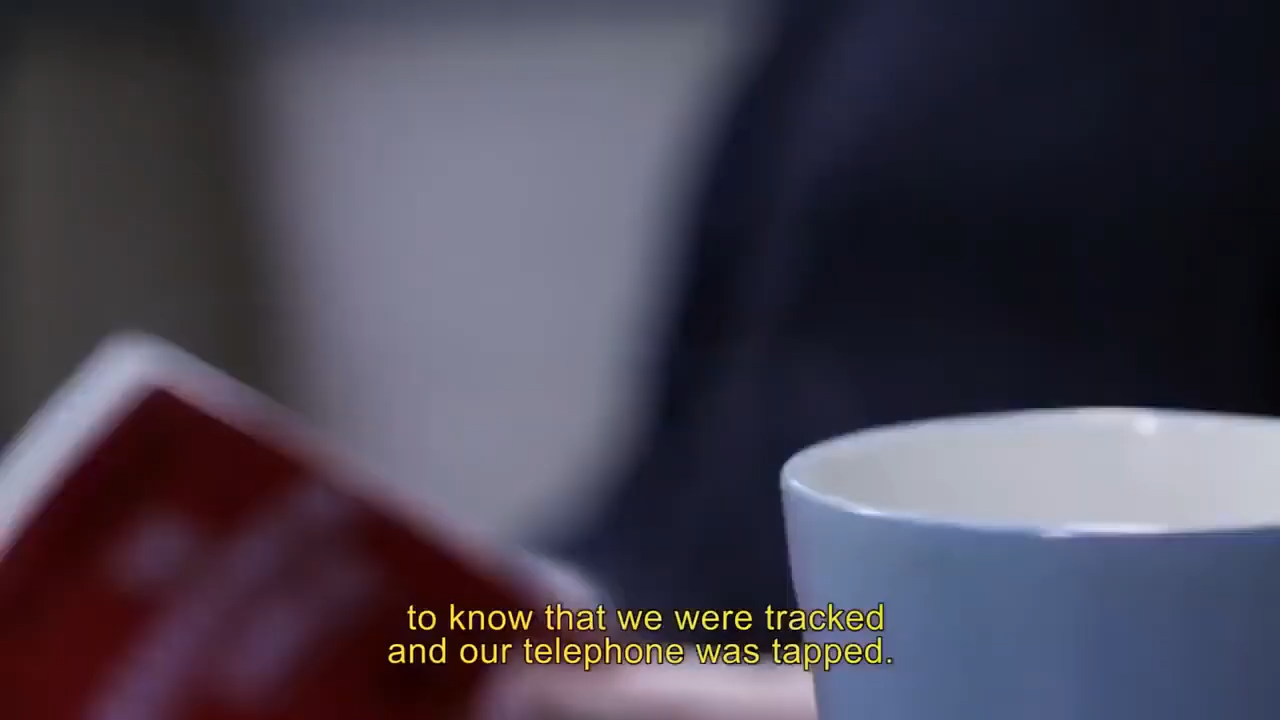 to know that we were tracked
and our telephone was tapped.